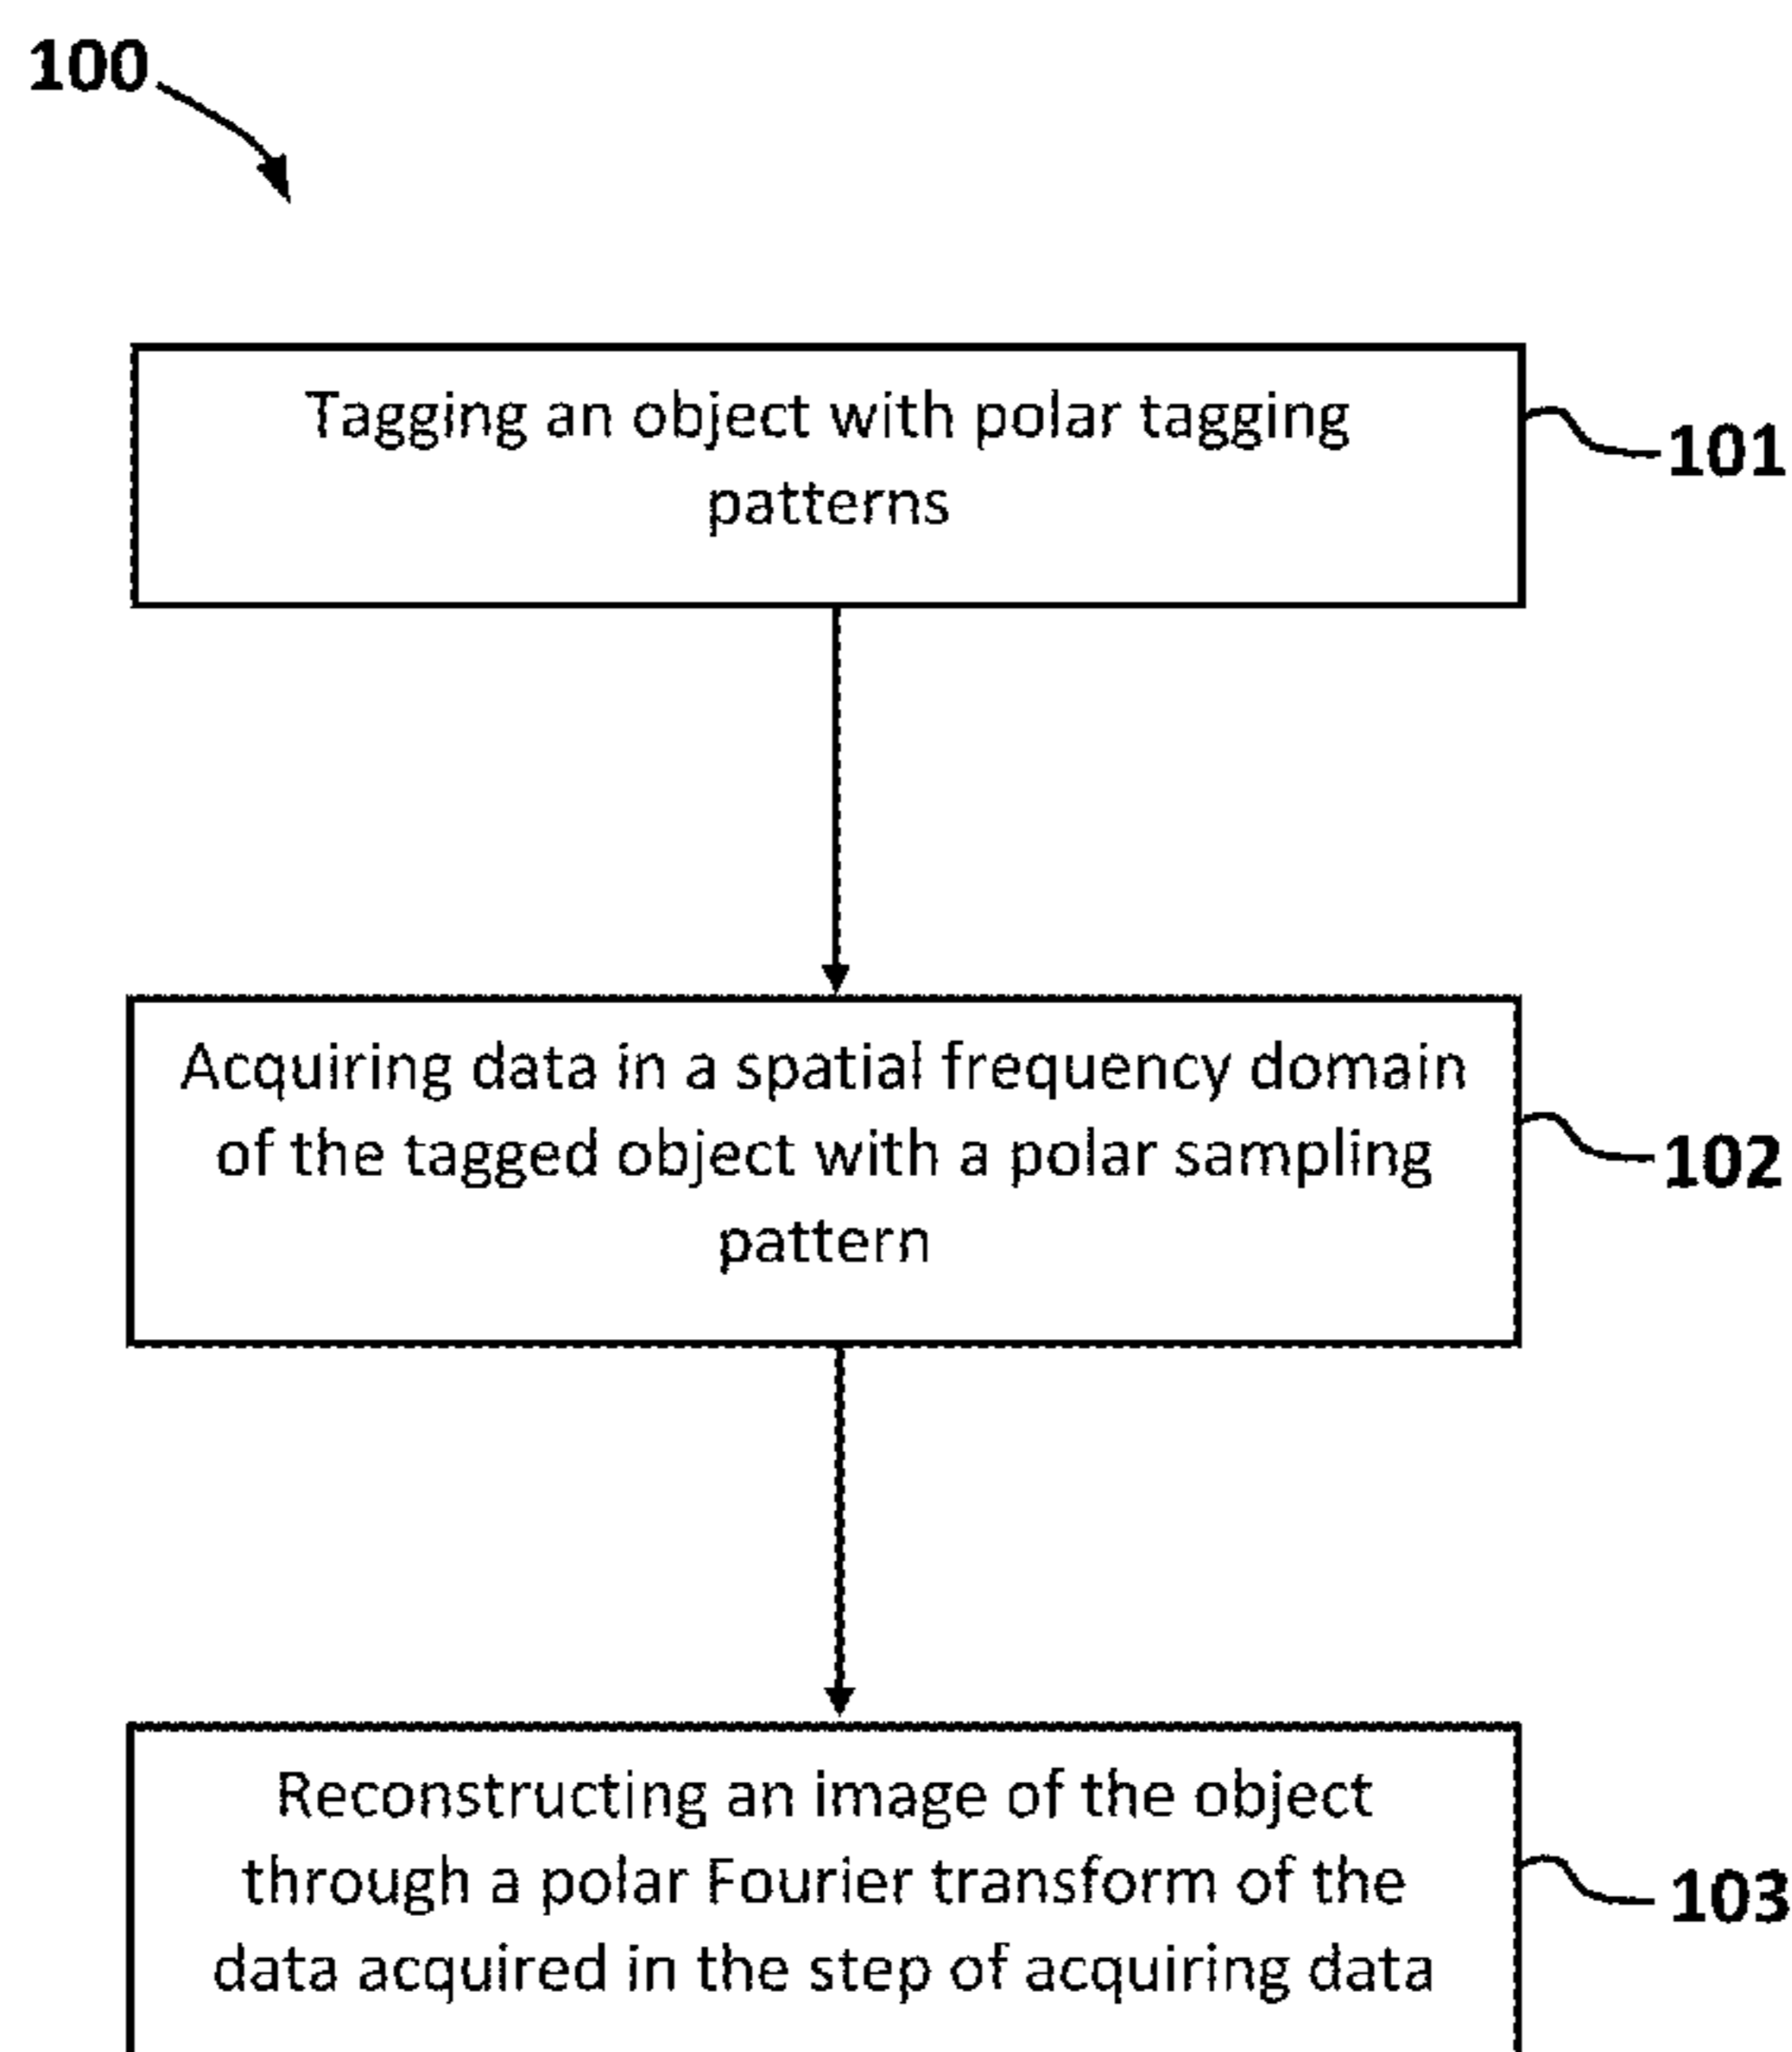 100
Tagging an object with polar tagging
patterns
101
Acquiring data in a spatial frequency domain
of the tagged object with a polar sampling
pattern
102
Reconstructing an image of the object
through a polar Fourier transform of the
data acquired in the step of acquiring data
103